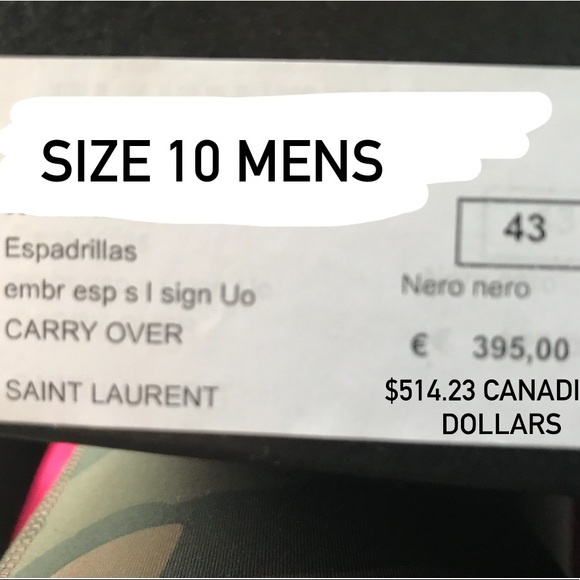 SIZE 10 MENS
43
Espadrillas
embr esp s l sign Uo
Nero nero
CARRY OVER
€ 395,00
SAINT LAURENT
$514.23 CANADI
DOLLARS